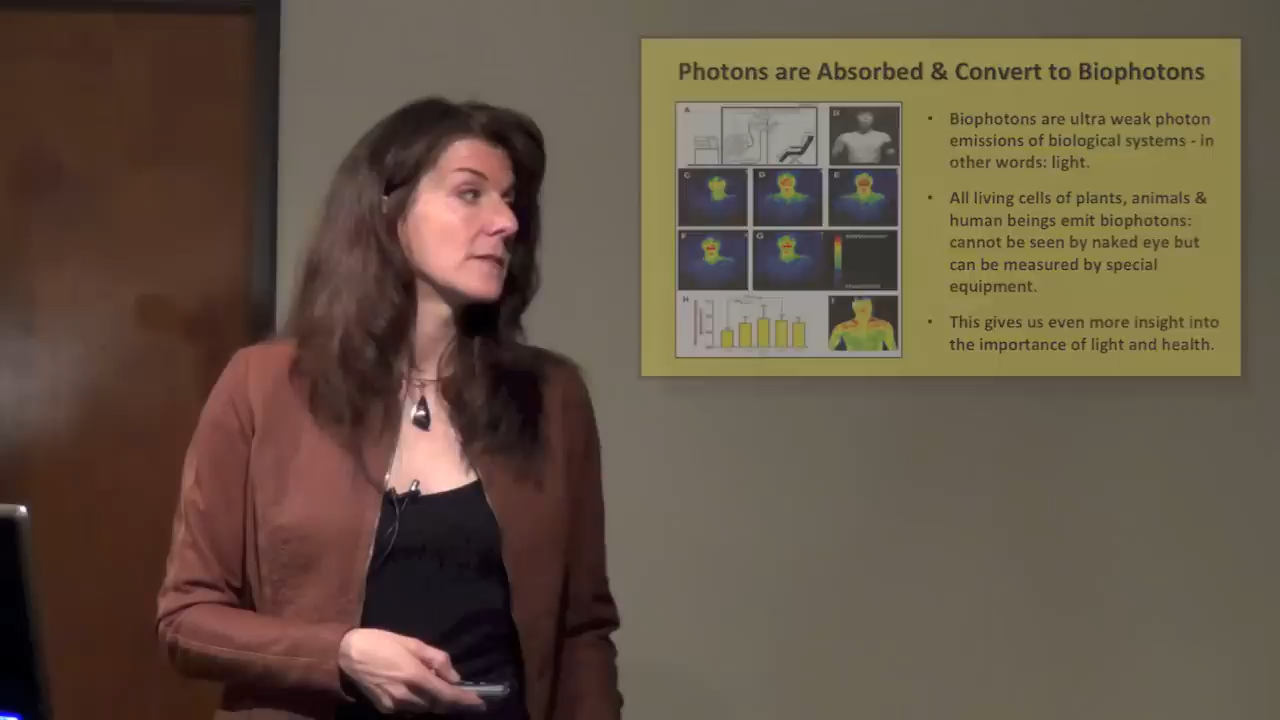 Photons are Absorbed & Convert to Biophotons
A
B
C
D
E
F
G
H
I
• Biophotons are ultra weak photon
emissions of biological systems - in
other words: light.
• All living cells of plants, animals &
human beings emit biophotons:
cannot be seen by naked eye but
can be measured by special
equipment.
• This gives us even more insight into
the importance of light and health.